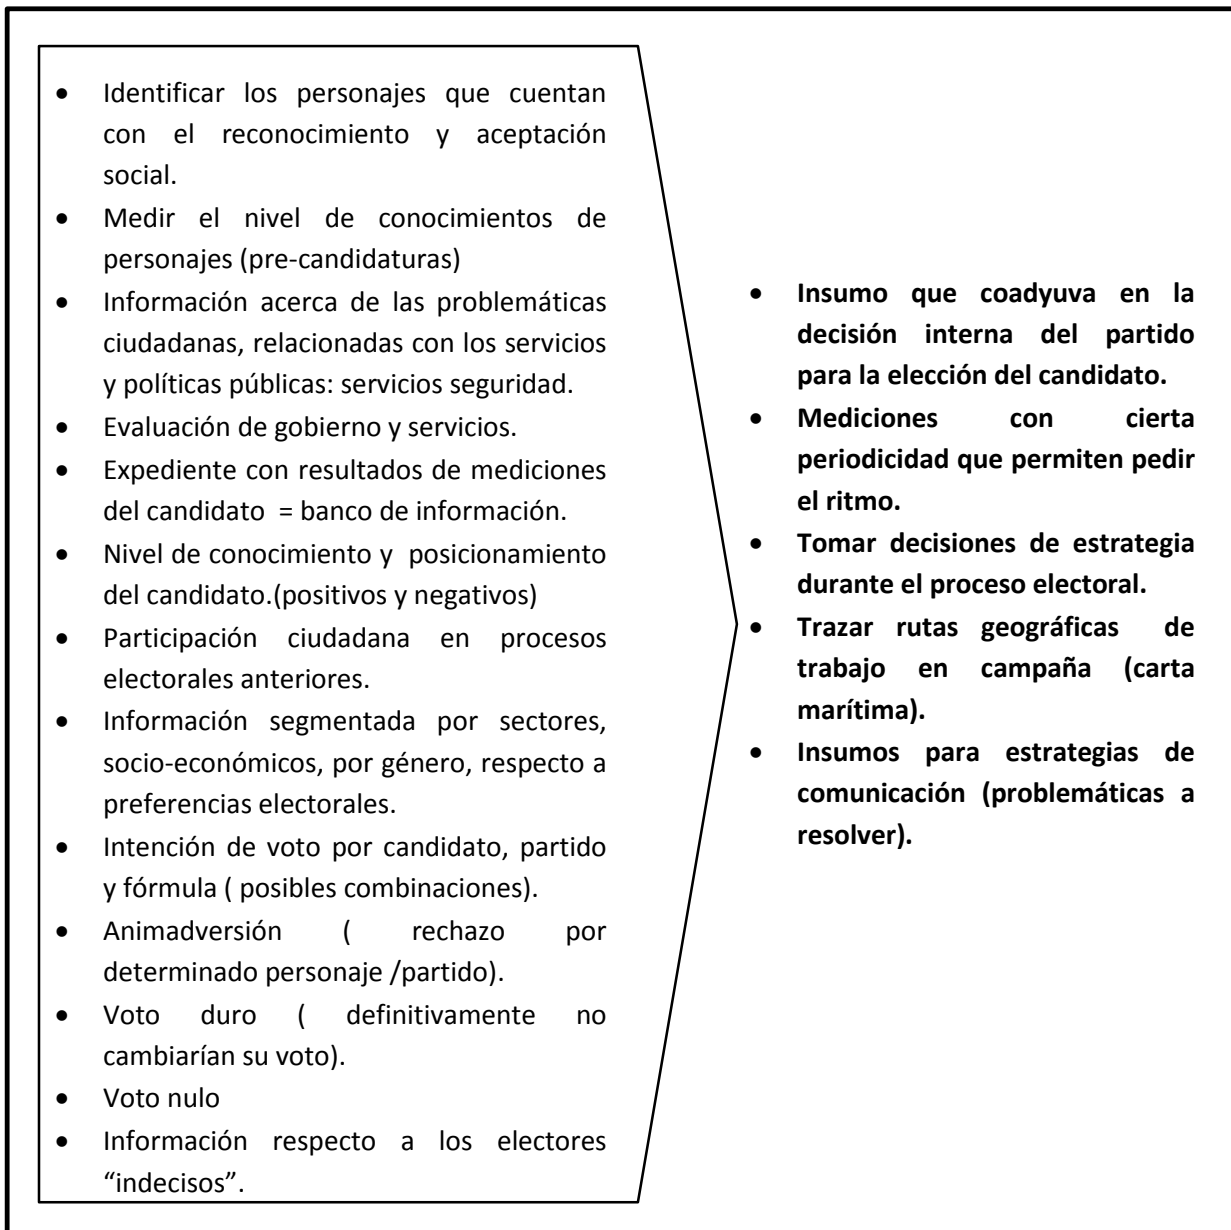 • Identificar los personajes que cuentan
con el reconocimiento y aceptación
social.
• Medir el nivel de conocimientos de
personajes (pre-candidaturas)
• Información acerca de las problemáticas
ciudadanas, relacionadas con los servicios
y políticas públicas: servicios seguridad.
• Evaluación de gobierno y servicios.
• Expediente con resultados de mediciones
del candidato = banco de información.
• Nivel de conocimiento y posicionamiento
del candidato.(positivos y negativos)
• Participación ciudadana en procesos
electorales anteriores.
• Información segmentada por sectores,
socio-económicos, por género, respecto a
preferencias electorales.
• Intención de voto por candidato, partido
y fórmula ( posibles combinaciones).
• Animadversión ( rechazo por
determinado personaje /partido).
• Voto duro ( definitivamente no
cambiarían su voto).
• Voto nulo
• Información respecto a los electores
“indecisos”.
• Insumo que coadyuva en la
decisión interna del partido
para la elección del candidato.
• Mediciones con cierta
periodicidad que permiten pedir
el ritmo.
• Tomar decisiones de estrategia
durante el proceso electoral.
• Trazar rutas geográficas de
trabajo en campaña (carta
marítima).
• Insumos para estrategias de
comunicación (problemáticas a
resolver).